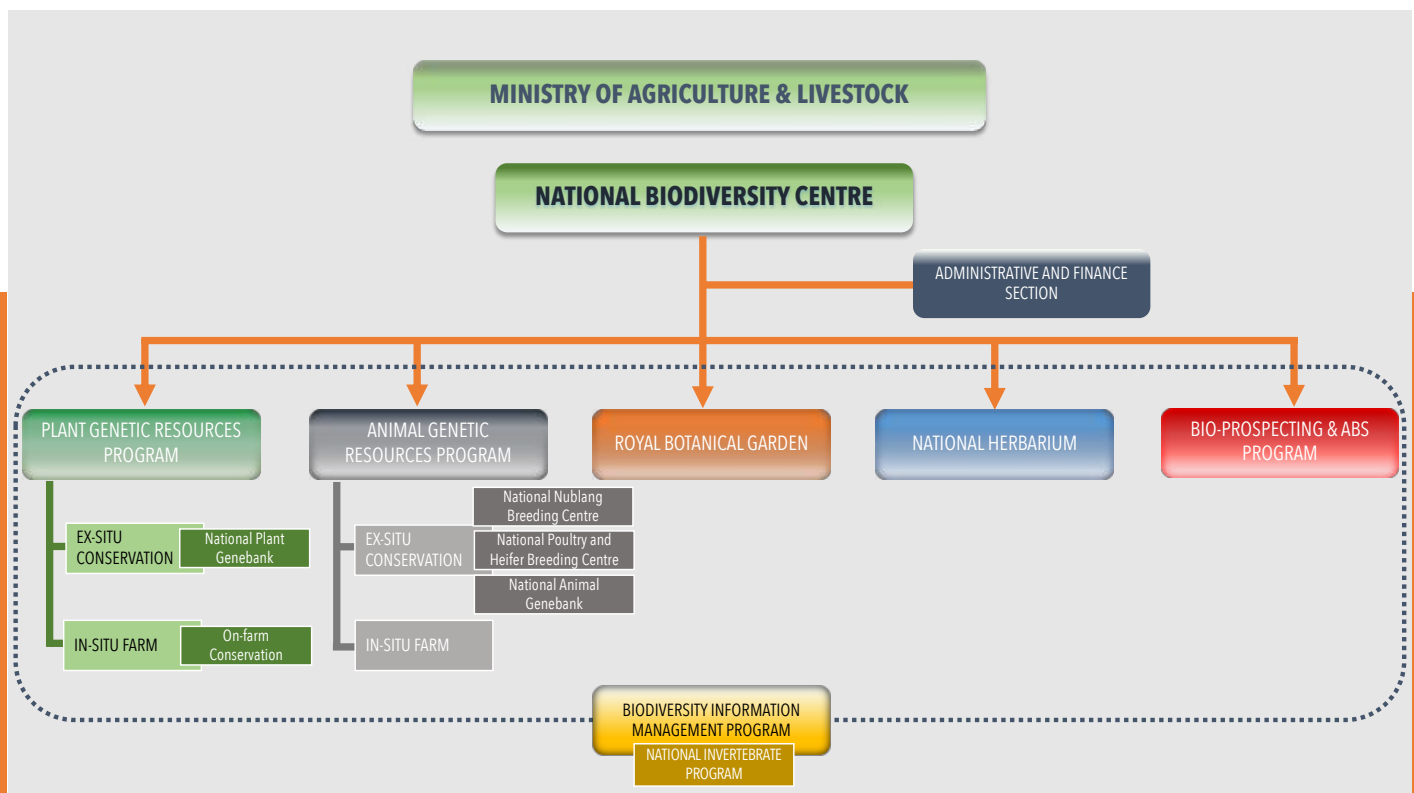 MINISTRY OF AGRICULTURE & LIVESTOCK
NATIONAL BIODIVERSITY CENTRE
ADMINISTRATIVE AND FINANCE
SECTION
PLANT GENETIC RESOURCES
PROGRAM
ANIMAL GENETIC
RESOURCES PROGRAM
ROYAL BOTANICAL GARDEN
NATIONAL HERBARIUM
BIO-PROSPECTING & ABS
PROGRAM
EX-SITU
CONSERVATION
National Plant
Genebank
IN-SITU FARM
On-farm
Conservation
EX-SITU
CONSERVATION
National Nublang
Breeding Centre
National Poultry and
Heifer Breeding Centre
National Animal
Genebank
IN-SITU FARM
BIODIVERSITY INFORMATION
MANAGEMENT PROGRAM
NATIONAL INVERTEBRATE
PROGRAM